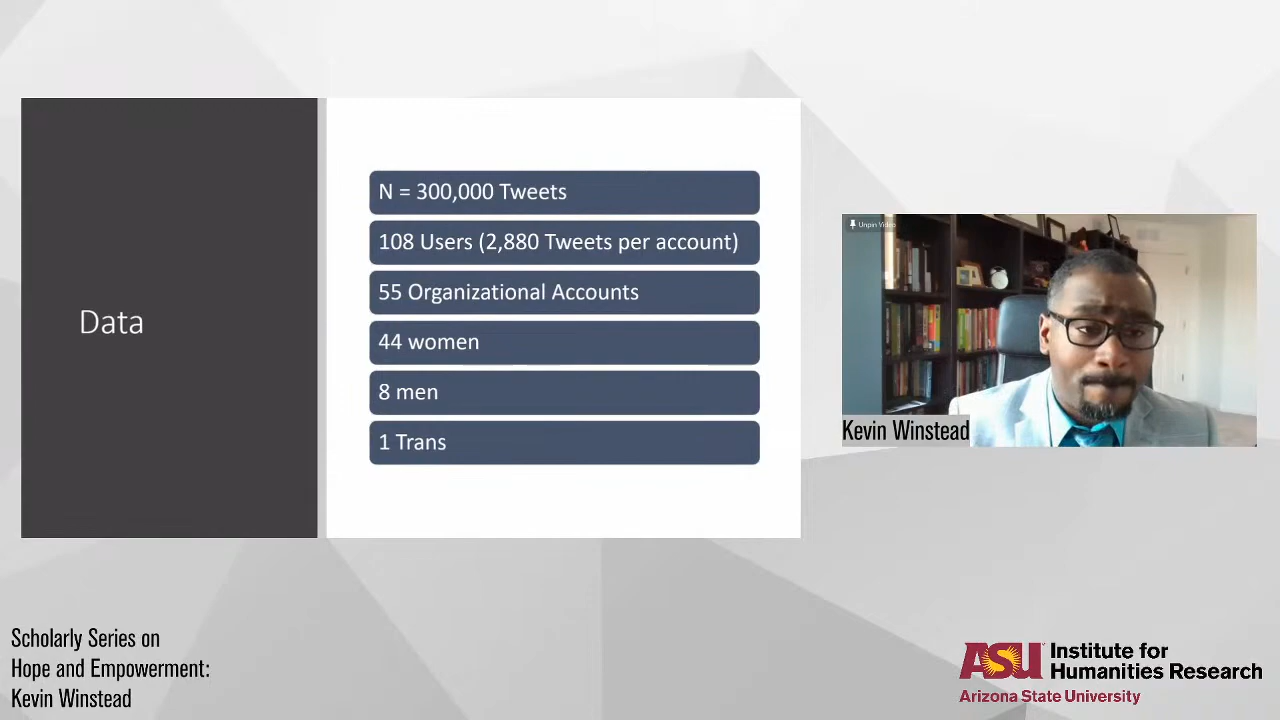 Data
N = 300,000 Tweets
108 Users (2,880 Tweets per account)
55 Organizational Accounts
44 women
8 men
1 Trans
Unpin Video
Kevin Winstead
Scholarly Series on
Hope and Empowerment:
Kevin Winstead
ASU Institute for
Humanities Research
Arizona State University